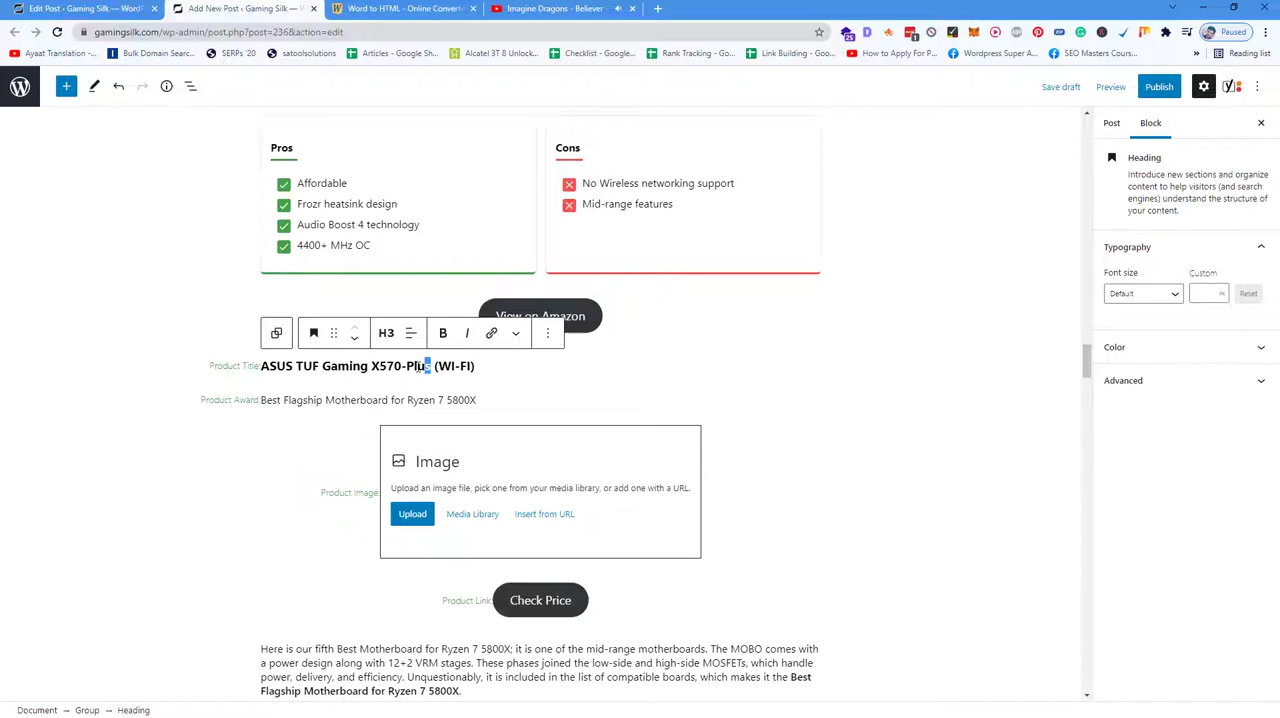 Edit Post ‹ Gaming Silk — WordP
Add New Post ‹ Gaming Silk — W
Word to HTML - Online Converte
Imagine Dragons - Believer -
gamingsilk.com/wp-admin/post.php?post=236&action=edit
Paused
Ayaat Translation -...
Bulk Domain Searc...
SERPs '20
satoolsolutions
Articles - Google Sh...
Alcatel 3T 8 Unlock...
Checklist - Google...
Rank Tracking - Go...
Link Building - Goo...
How to Apply For P...
Wordpress Super A...
SEO Masters Cours...
Reading list
Save draft
Preview
Publish
Post
Block
Heading
Introduce new sections and organize
content to help visitors (and search
engines) understand the structure of
your content.
Typography
Font size
Custom
Default
PX
Reset
Color
Advanced
Pros
Affordable
Frozr heatsink design
Audio Boost 4 technology
4400+ MHz OC
Cons
No Wireless networking support
Mid-range features
View on Amazon
H3
B
I
Product Title: ASUS TUF Gaming X570-Plus (WI-FI)
Product Award: Best Flagship Motherboard for Ryzen 7 5800X
Image
Upload an image file, pick one from your media library, or add one with a URL.
Upload
Media Library
Insert from URL
Product Image:
Product Link: Check Price
Here is our fifth Best Motherboard for Ryzen 7 5800X; it is one of the mid-range motherboards. The MOBO comes with
a power design along with 12+2 VRM stages. These phases joined the low-side and high-side MOSFETs, which handle
power, delivery, and efficiency. Unquestionably, it is included in the list of compatible boards, which makes it the Best
Flagship Motherboard for Ryzen 7 5800X.
Document → Group → Heading